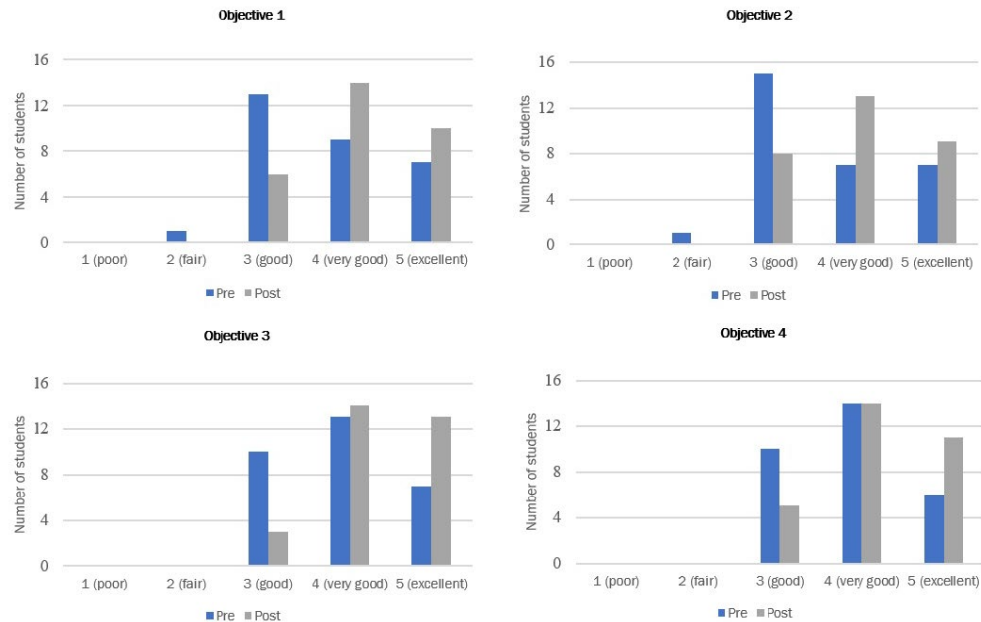 Objective 1
Number of students
16
12
8
4
0
1 (poor) 2 (fair) 3 (good) 4 (very good) 5 (excellent)
Pre Post
Objective 2
Number of students
16
12
8
4
0
1 (poor) 2 (fair) 3 (good) 4 (very good) 5 (excellent)
Pre Post
Objective 3
Number of students
16
12
8
4
0
1 (poor) 2 (fair) 3 (good) 4 (very good) 5 (excellent)
Pre Post
Objective 4
Number of students
16
12
8
4
0
1 (poor) 2 (fair) 3 (good) 4 (very good) 5 (excellent)
Pre Post